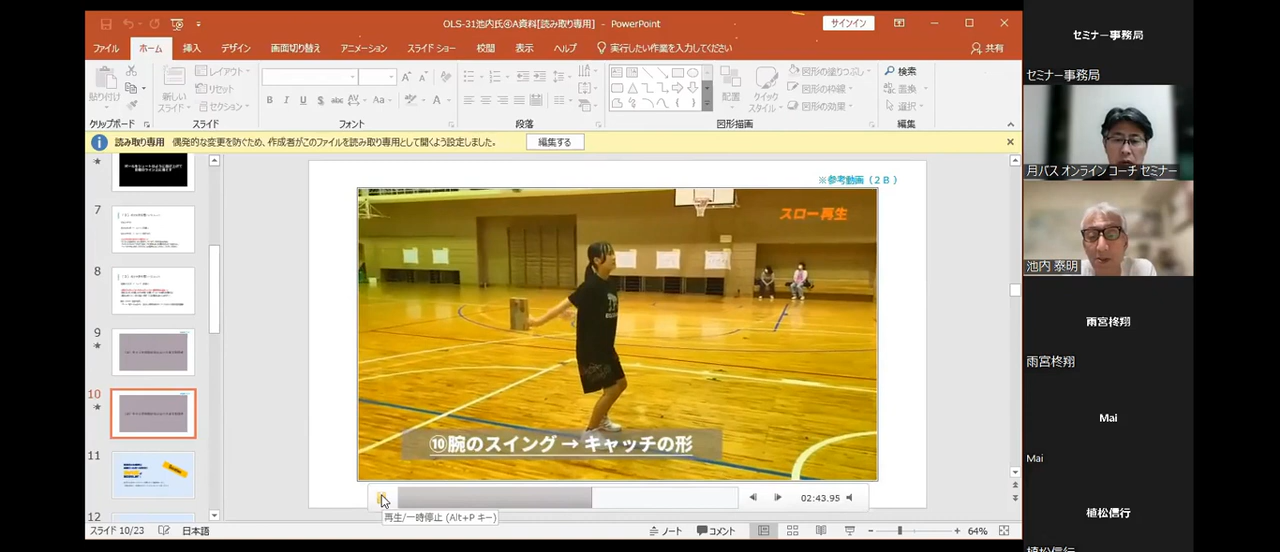 OLS-31池内氏④A資料[読み取り専用] - PowerPoint
サインイン
ファイル
ホーム
挿入
デザイン
画面切り替え
アニメーション
スライド ショー
校閲
表示
ヘルプ
実行したい作業を入力してください
共有
貼り付け
新しい
スライド
レイアウト
リセット
セクション
配置
クイック
スタイル
図形の塗りつぶし
図形の枠線
図形の効果
検索
置換
選択
クリップボード
スライド
フォント
段落
図形描画
編集
読み取り専用 偶発的な変更を防ぐため、作成者がこのファイルを読み取り専用として開くよう設定しました。
編集する
7
8
9
10
11
12
※参考動画（２Ｂ）
スロー再生
⑩腕のスイング → キャッチの形
02:43.95
再生/一時停止 (Alt+P キー)
スライド 10/23
日本語
ノート
コメント
64%
セミナー事務局
セミナー事務局
月バス オンライン コーチ セミナー
池内 泰明
雨宮柊翔
雨宮柊翔
Mai
Mai
植松信行
植松信行